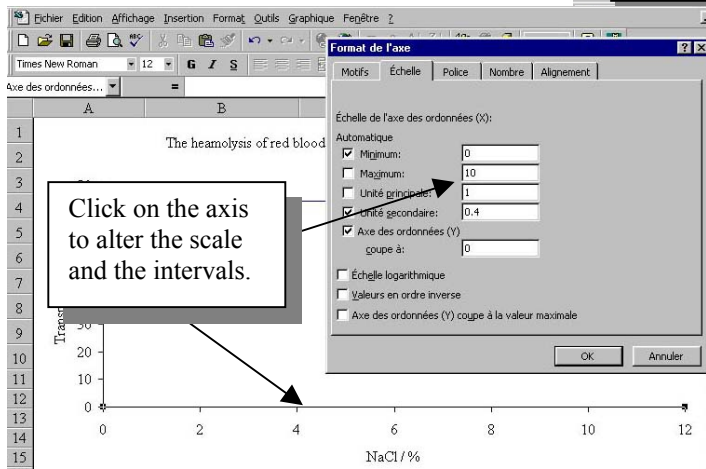 Fichier Edition Affichage Insertion Format Outils Graphique Fenêtre ?
Times New Roman 12 G I S
Axe des ordonnées... =
A B
1
2
3
4
5
6
7
8
9
10
11
12
13
14
15
The heamolysis of red blood
Click on the axis
to alter the scale
and the intervals.
30
20
10
0
0 2 4 6 8 10 12
NaCl / %
Format de l'axe
Motifs Échelle Police Nombre Alignement
Échelle de l'axe des ordonnées (X):
Automatique
Minimum: 0
Maximum: 10
Unité principale: 1
Unité secondaire: 0.4
Axe des ordonnées (Y)
coupe à: 0
Échelle logarithmique
Valeurs en ordre inverse
Axe des ordonnées (Y) coupe à la valeur maximale
OK Annuler